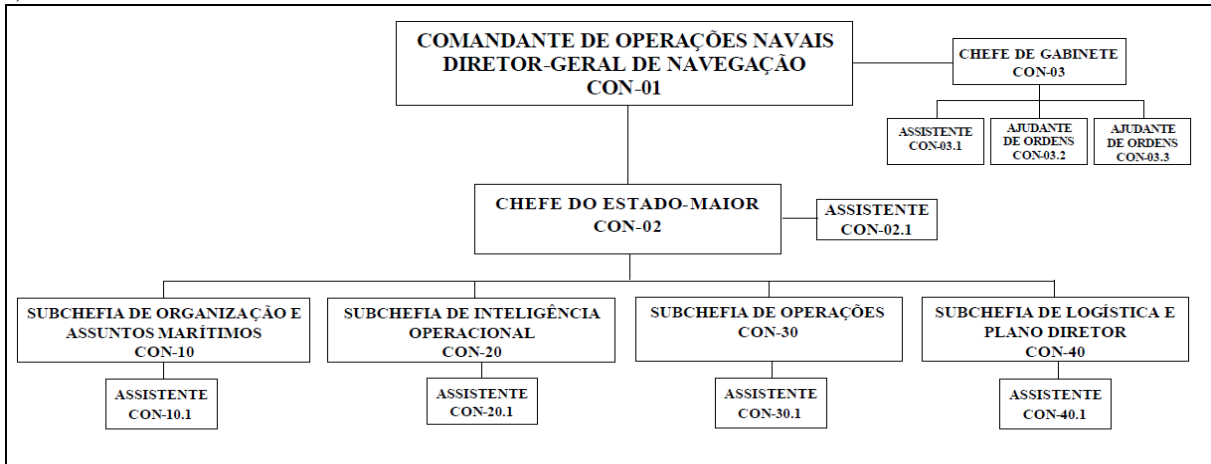 COMANDANTE DE OPERAÇÕES NAVAIS
DIRETOR-GERAL DE NAVEGAÇÃO
CON-01
CHEFE DE GABINETE
CON-03
ASSISTENTE
CON-03.1
AJUDANTE
DE ORDENS
CON-03.2
AJUDANTE
DE ORDENS
CON-03.3
CHEFE DO ESTADO-MAIOR
CON-02
ASSISTENTE
CON-02.1
SUBCHEFIA DE ORGANIZAÇÃO E
ASSUNTOS MARÍTIMOS
CON-10
SUBCHEFIA DE INTELIGÊNCIA
OPERACIONAL
CON-20
SUBCHEFIA DE OPERAÇÕES
CON-30
SUBCHEFIA DE LOGÍSTICA E
PLANO DIRETOR
CON-40
ASSISTENTE
CON-10.1
ASSISTENTE
CON-20.1
ASSISTENTE
CON-30.1
ASSISTENTE
CON-40.1